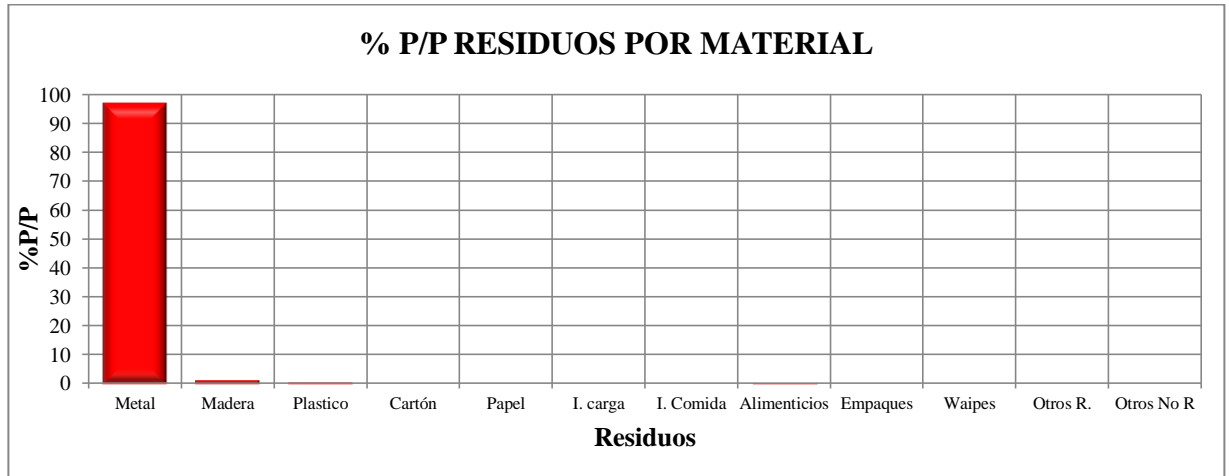 % P/P RESIDUOS POR MATERIAL
100
90
80
70
60
50
40
30
20
10
0
%P/P
Metal Madera Plastico Cartón Papel I. carga I. Comida Alimenticios Empaques Waipes Otros R. Otros No R
Residuos